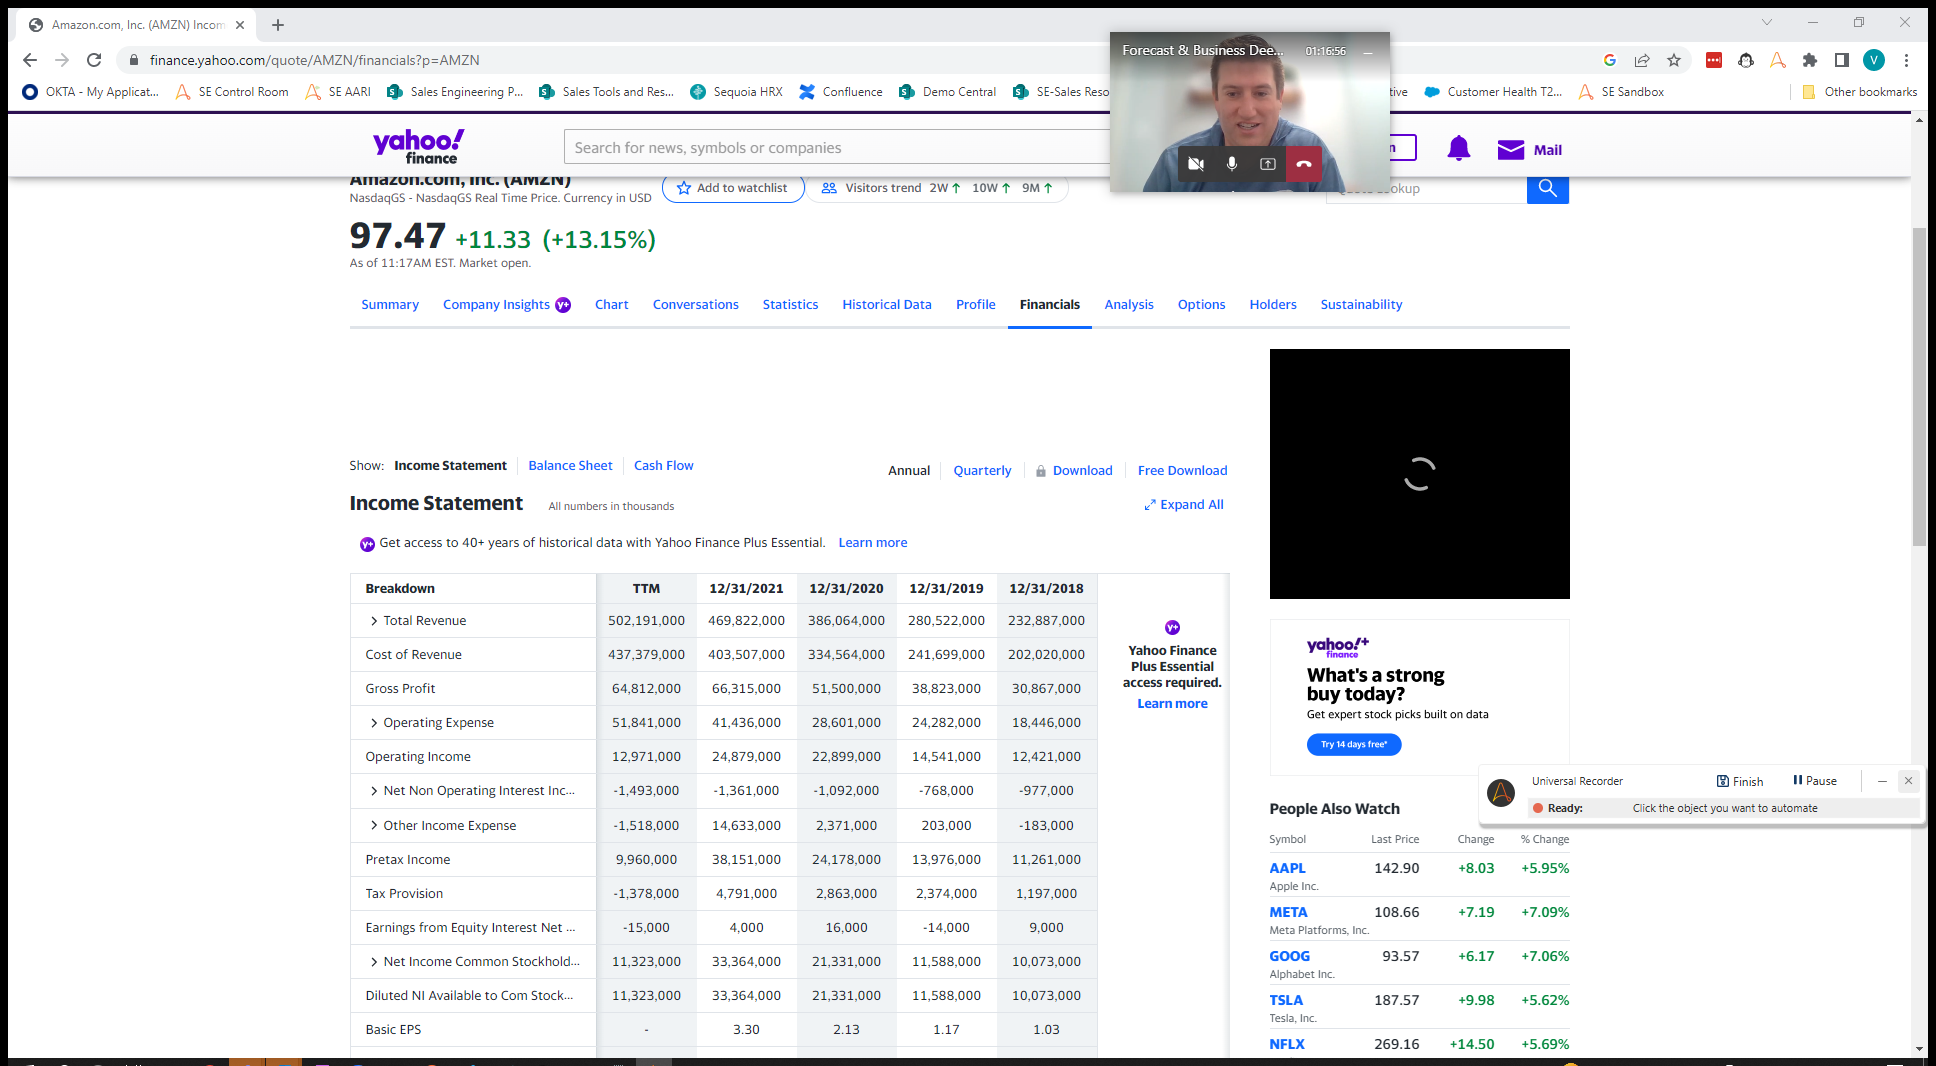 Amazon.com, Inc. (AMZN) Incom
finance.yahoo.com/quote/AMZN/financials?p=AMZN
V
OKTA - My Applicat...
SE Control Room
SE AARI
Sales Engineering P...
Sales Tools and Res...
Sequoia HRX
Confluence
Demo Central
SE-Sales Reso
tive
Customer Health T2...
SE Sandbox
Other bookmarks
Forecast & Business Dee...
01:16:56
yahoo!
finance
Search for news, symbols or companies
n
Mail
Amazon.com, Inc. (AMZN)
NasdaqGS - NasdaqGS Real Time Price. Currency in USD
Add to watchlist
Visitors trend 2W 10W 9M
Quote Lookup
97.47 +11.33 (+13.15%)
As of 11:17AM EST. Market open.
Summary
Company Insights Y+
Chart
Conversations
Statistics
Historical Data
Profile
Financials
Analysis
Options
Holders
Sustainability
Show: Income Statement Balance Sheet Cash Flow
Annual Quarterly Download Free Download
Income Statement All numbers in thousands
Expand All
Y+ Get access to 40+ years of historical data with Yahoo Finance Plus Essential. Learn more
Breakdown TTM 12/31/2021 12/31/2020 12/31/2019 12/31/2018
Total Revenue 502,191,000 469,822,000 386,064,000 280,522,000 232,887,000
Cost of Revenue 437,379,000 403,507,000 334,564,000 241,699,000 202,020,000
Gross Profit 64,812,000 66,315,000 51,500,000 38,823,000 30,867,000
Operating Expense 51,841,000 41,436,000 28,601,000 24,282,000 18,446,000
Operating Income 12,971,000 24,879,000 22,899,000 14,541,000 12,421,000
Net Non Operating Interest Inc... -1,493,000 -1,361,000 -1,092,000 -768,000 -977,000
Other Income Expense -1,518,000 14,633,000 2,371,000 203,000 -183,000
Pretax Income 9,960,000 38,151,000 24,178,000 13,976,000 11,261,000
Tax Provision -1,378,000 4,791,000 2,863,000 2,374,000 1,197,000
Earnings from Equity Interest Net ... -15,000 4,000 16,000 -14,000 9,000
Net Income Common Stockhold... 11,323,000 33,364,000 21,331,000 11,588,000 10,073,000
Diluted NI Available to Com Stock... 11,323,000 33,364,000 21,331,000 11,588,000 10,073,000
Basic EPS - 3.30 2.13 1.17 1.03
Y+
Yahoo Finance
Plus Essential
access required.
Learn more
yahoo!+
finance
What's a strong
buy today?
Get expert stock picks built on data
Try 14 days free*
Universal Recorder
Finish
Pause
Ready:
Click the object you want to automate
People Also Watch
Symbol Last Price Change % Change
AAPL 142.90 +8.03 +5.95%
Apple Inc.
META 108.66 +7.19 +7.09%
Meta Platforms, Inc.
GOOG 93.57 +6.17 +7.06%
Alphabet Inc.
TSLA 187.57 +9.98 +5.62%
Tesla, Inc.
NFLX 269.16 +14.50 +5.69%